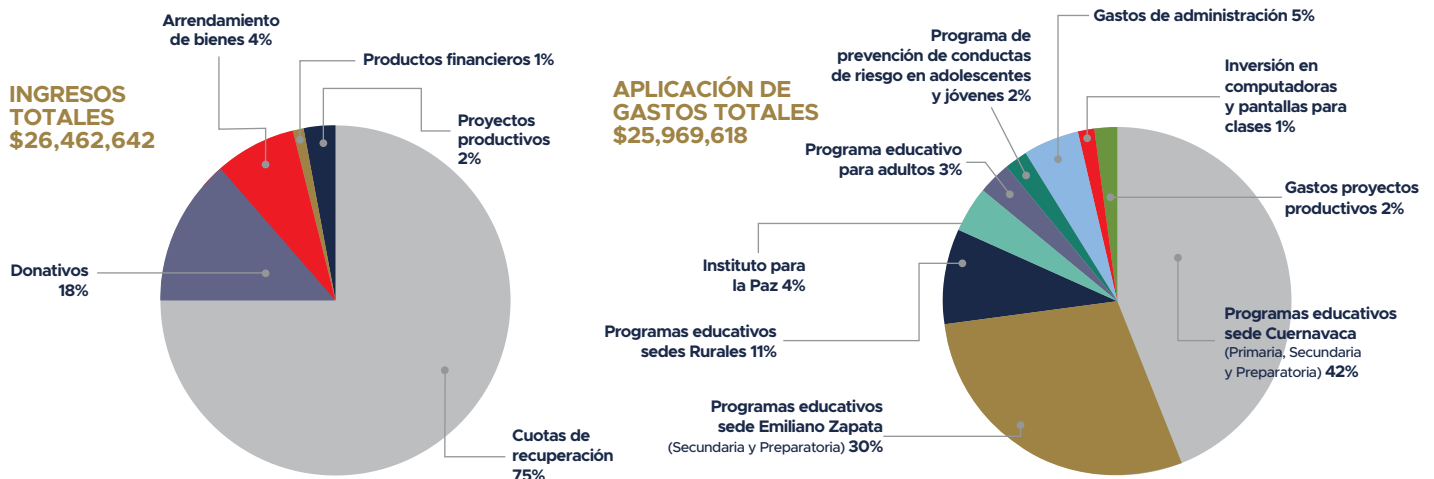 INGRESOS
TOTALES
$26,462,642
Arrendamiento
de bienes 4%
Productos financieros 1%
Proyectos
productivos
2%
Donativos
18%
Cuotas de
recuperación
75%
APLICACIÓN DE
GASTOS TOTALES
$25,969,618
Gastos de administración 5%
Programa de
prevención de conductas
de riesgo en adolescentes
y jóvenes 2%
Inversión en
computadoras
y pantallas para
clases 1%
Programa educativo
para adultos 3%
Gastos proyectos
productivos 2%
Instituto para
la Paz 4%
Programas educativos
sedes Rurales 11%
Programas educativos
sede Cuernavaca
(Primaria, Secundaria
y Preparatoria) 42%
Programas educativos
sede Emiliano Zapata
(Secundaria y Preparatoria) 30%